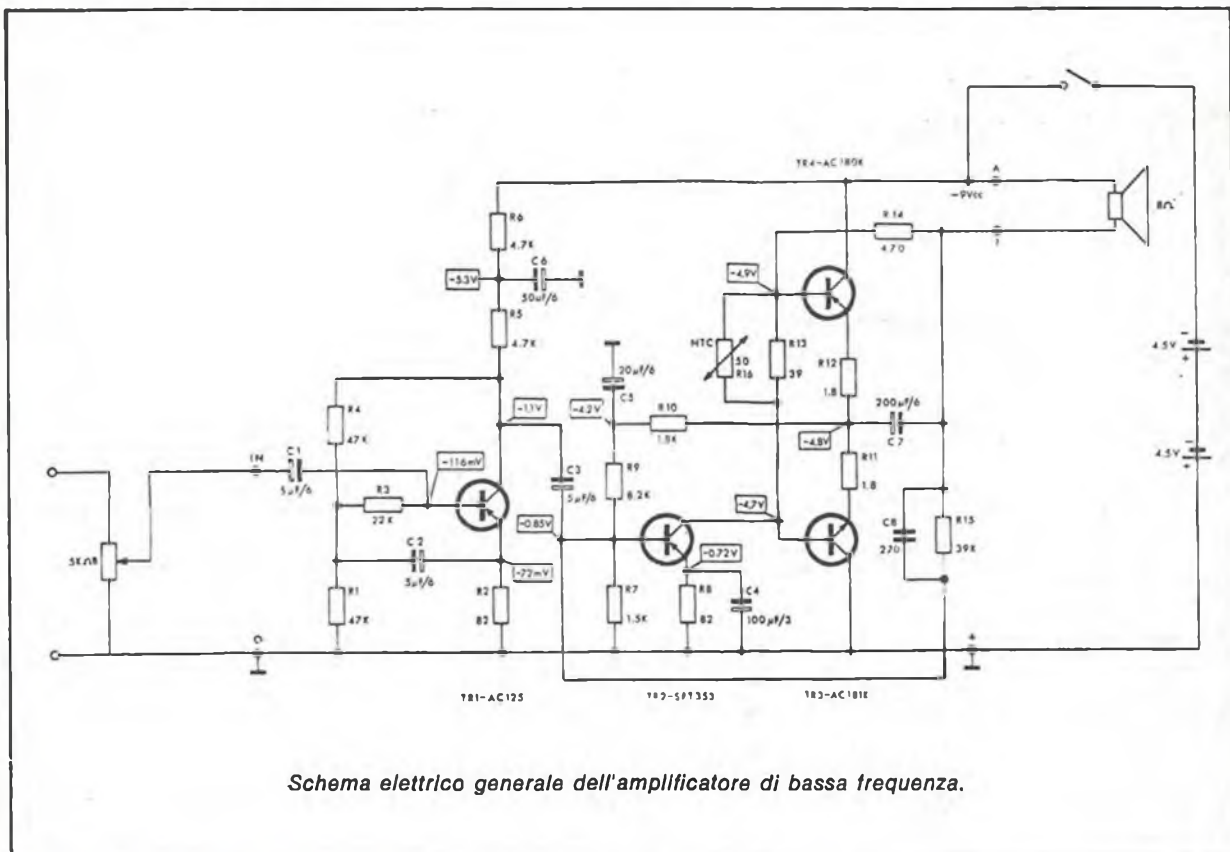 TR4-AC180K
-9Vcc
A
R6
4.7K
R14
470
8Ω
C6
-5.3V
50µF/6
-4.9V
R5
4.7K
NTC
50
R16
R13
39
R12
1.8
4.5V
20µF/6
C5
-1.1V
-4.2V
R10
1.8K
200µF/6
C7
-4.8V
R4
47K
IN
C1
5µF/6
-116mV
C3
5µF/6
R9
8.2K
R11
1.8
4.5V
R3
22K
-0.85V
-4.7V
C8
270
R15
39K
5KΩB
C2
5µF/6
-72mV
-0.72V
R1
47K
R2
82
R7
1.5K
R8
82
C4
100µF/3
TR1-AC125
TR2-SFT353
TR3-AC181K
Schema elettrico generale dell'amplificatore di bassa frequenza.